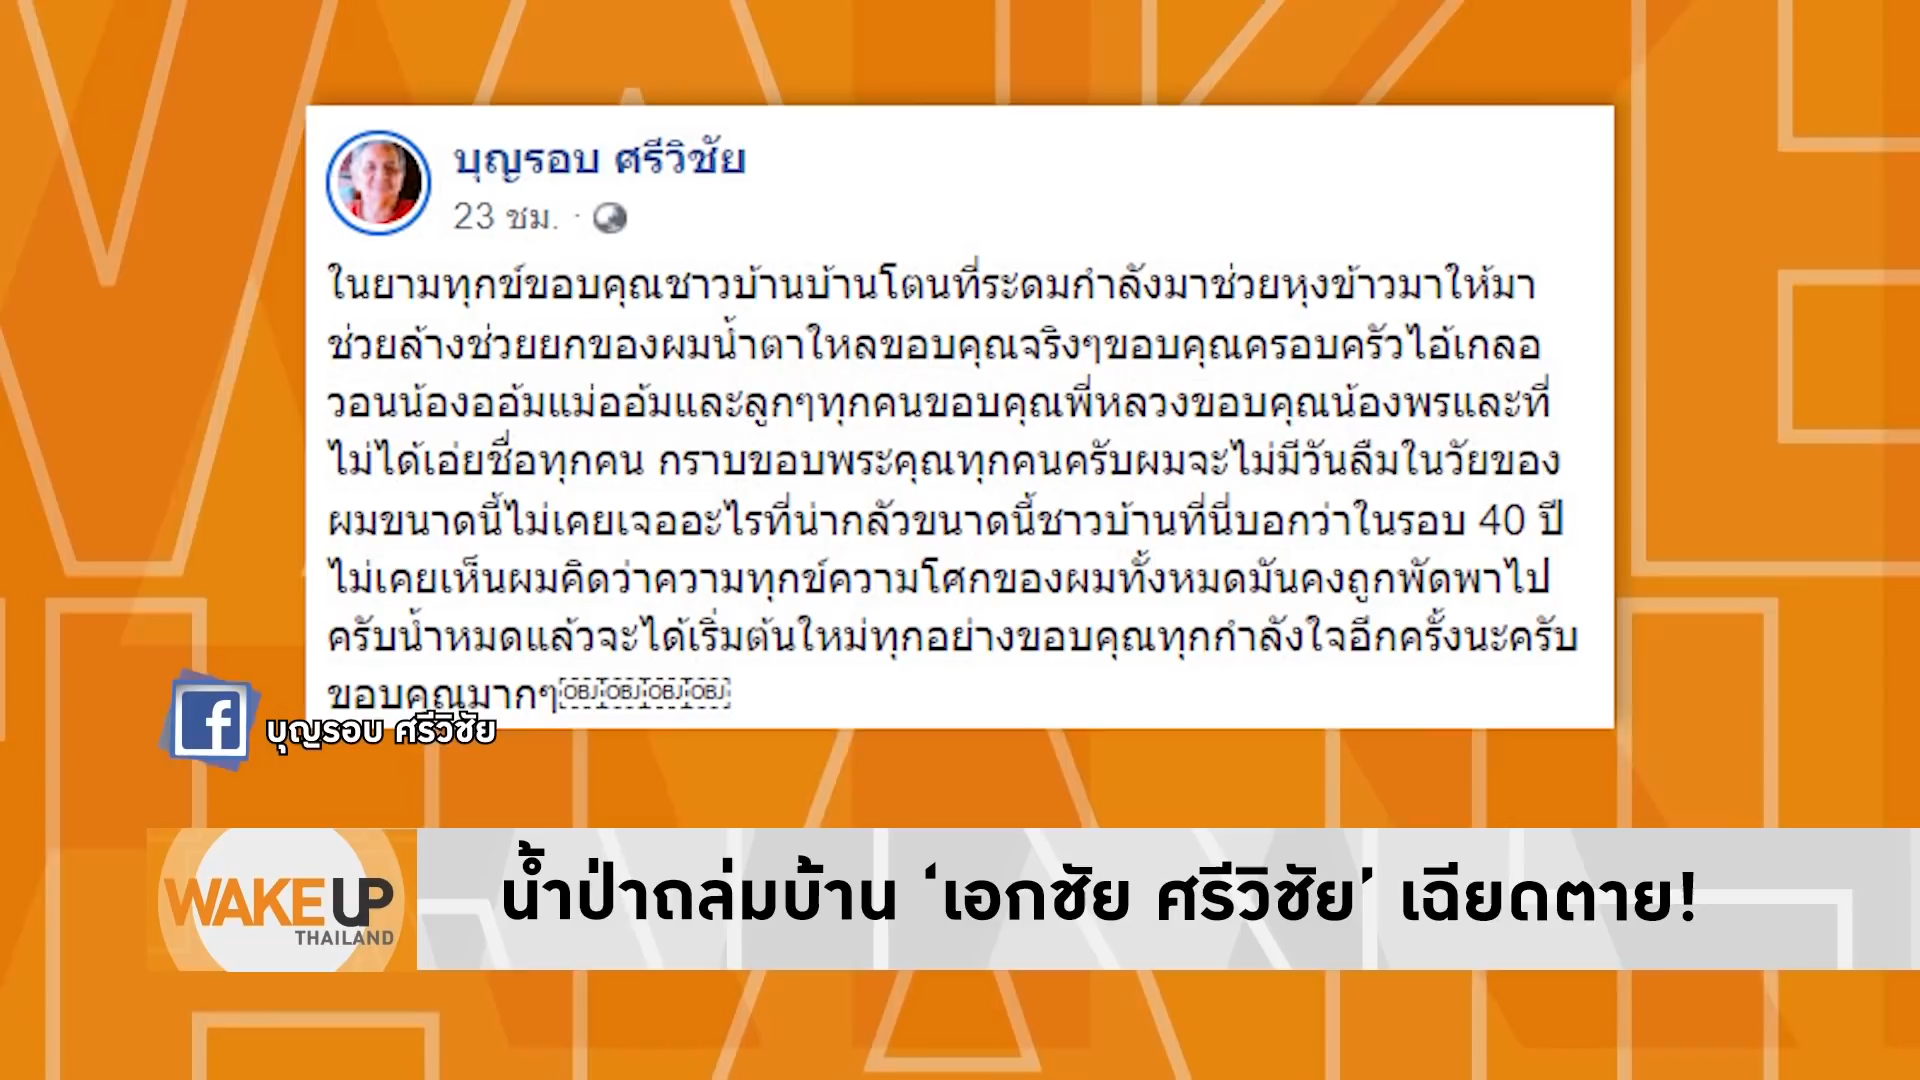 บุญรอบ ศรีวิชัย
23 ชม. ·
ในยามทุกข์ขอบคุณชาวบ้านบ้านโตนที่ระดมกำลังมาช่วยหุงข้าวมาให้มา
ช่วยล้างช่วยยกของผมน้ำตาใหลขอบคุณจริงๆขอบคุณครอบครัวไอ้เกลอ
วอนน้องออ้มแม่ออ้มและลูกๆทุกคนขอบคุณพี่หลวงขอบคุณน้องพรและที่
ไม่ได้เอ่ยชื่อทุกคน กราบขอบพระคุณทุกคนครับผมจะไม่มีวันลืมในวัยของ
ผมขนาดนี้ไม่เคยเจออะไรที่น่ากลัวขนาดนี้ชาวบ้านที่นี่บอกว่าในรอบ 40 ปี
ไม่เคยเห็นผมคิดว่าความทุกข์ความโศกของผมทั้งหมดมันคงถูกพัดพาไป
ครับน้ำหมดแล้วจะได้เริ่มต้นใหม่ทุกอย่างขอบคุณทุกกำลังใจอีกครั้งนะครับ
ขอบคุณมากๆ￼￼￼￼
f บุญรอบ ศรีวิชัย
WAKE UP
THAILAND
น้ำป่าถล่มบ้าน ‘เอกชัย ศรีวิชัย’ เฉียดตาย!